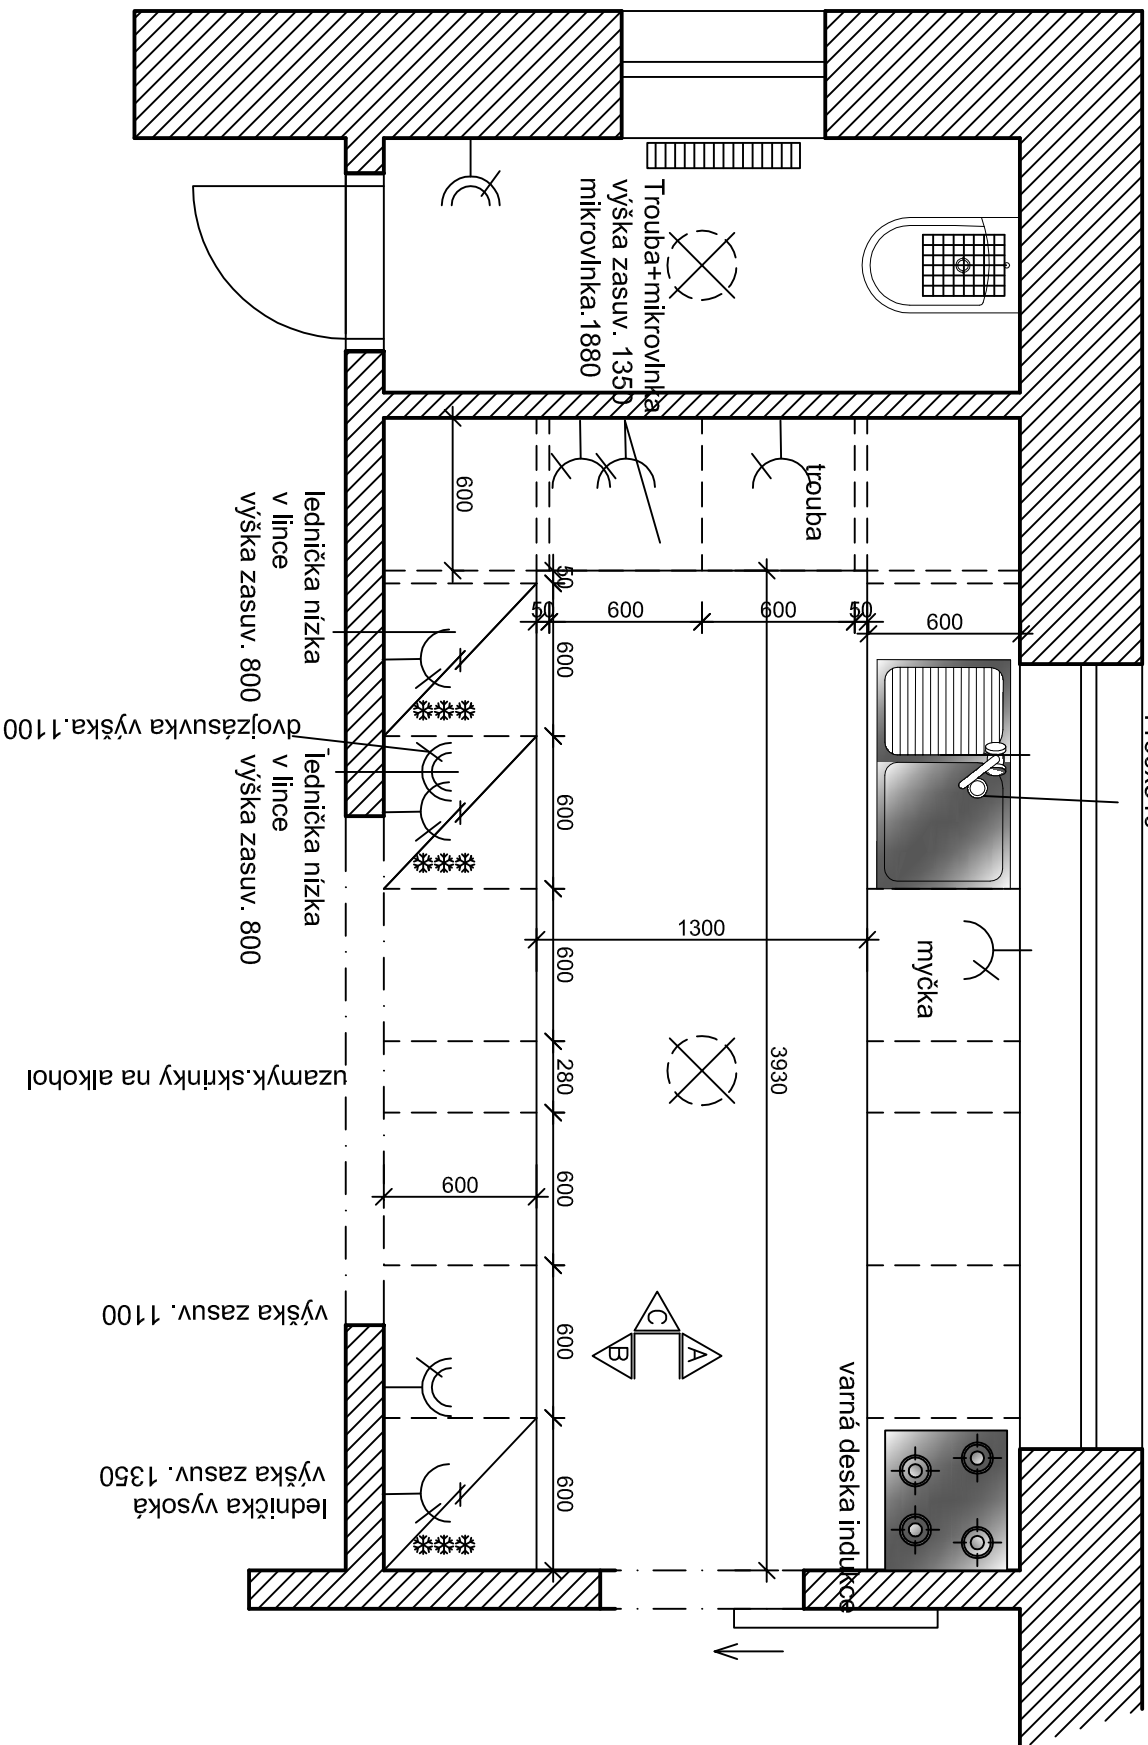 Trouba+mikrovlnka
výška zasuv. 1350
mikrovlnka.1880
trouba
600
50
50
600
600
50
600
lednička nízka
v lince
výška zasuv. 800
dvojzásuvka výška.1100
lednička nízka
v lince
výška zasuv. 800
600
600
600
280
600
600
600
1300
3930
600
myčka
uzamyk.skrinky na alkohol
výška zasuv. 1100
lednička vysoká
výška zasuv. 1350
A
B
C
varná deska indukce